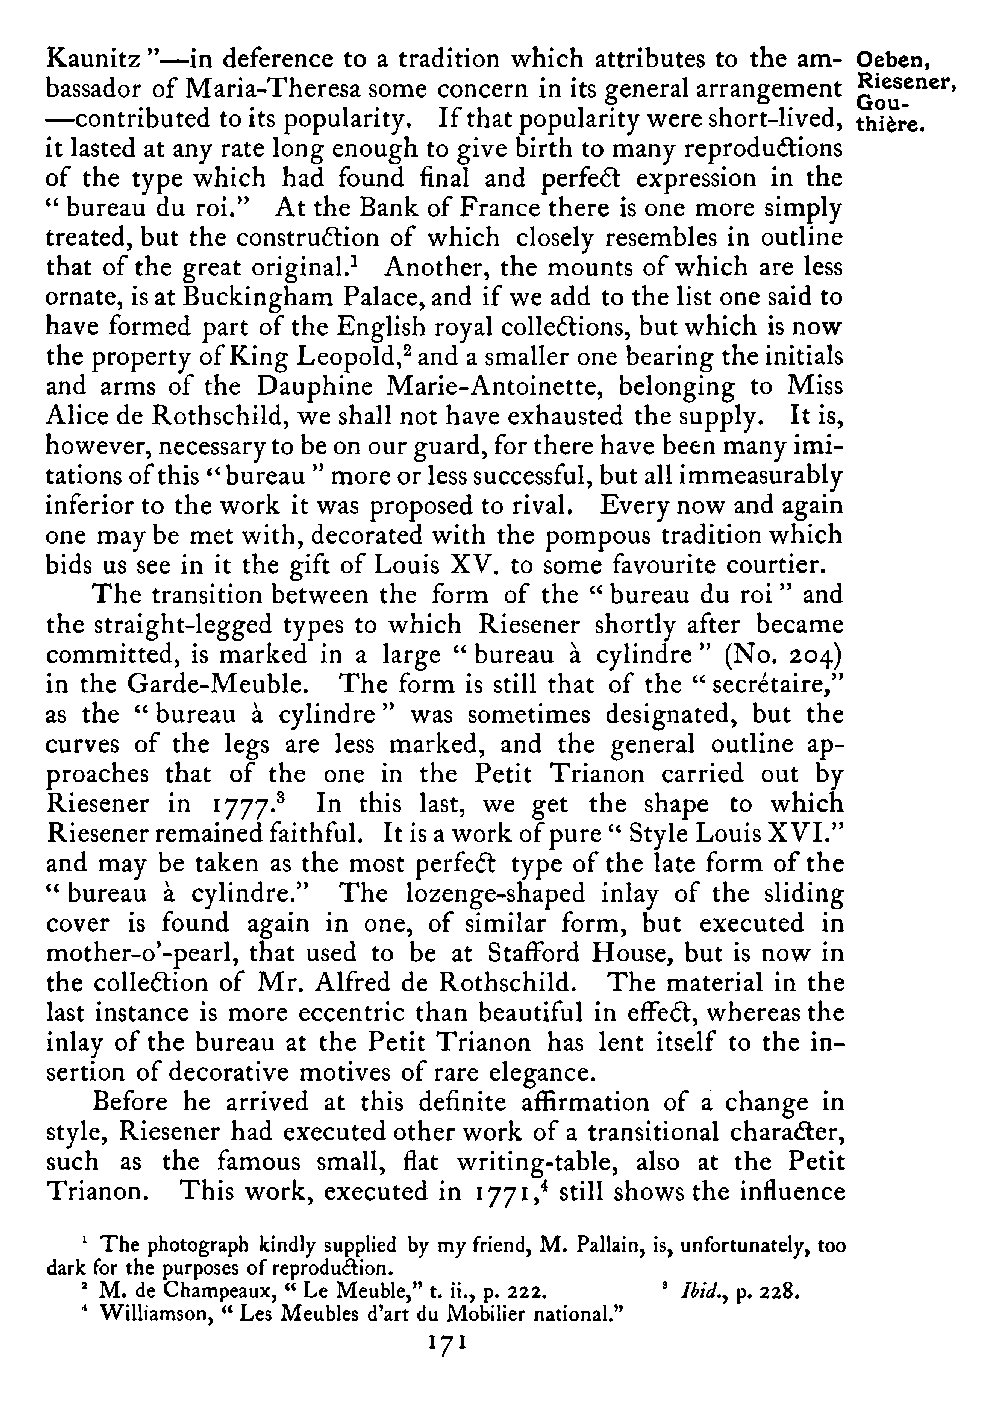 Kaunitz”—in deference to a tradition which attributes to the am-
bassador of Maria-Theresa some concern in its general arrangement
—contributed to its popularity. If that popularity were short-lived,
it lasted at any rate long enough to give birth to many reproductions
of the type which had found final and perfect expression in the
“bureau du roi.” At the Bank of France there is one more simply
treated, but the construction of which closely resembles in outline
that of the great original.¹ Another, the mounts of which are less
ornate, is at Buckingham Palace, and if we add to the list one said to
have formed part of the English royal collections, but which is now
the property of King Leopold,² and a smaller one bearing the initials
and arms of the Dauphine Marie-Antoinette, belonging to Miss
Alice de Rothschild, we shall not have exhausted the supply. It is,
however, necessary to be on our guard, for there have been many imi-
tations of this “bureau” more or less successful, but all immeasurably
inferior to the work it was proposed to rival. Every now and again
one may be met with, decorated with the pompous tradition which
bids us see in it the gift of Louis XV. to some favourite courtier.
The transition between the form of the “bureau du roi” and
the straight-legged types to which Riesener shortly after became
committed, is marked in a large “bureau à cylindre” (No. 204)
in the Garde-Meuble. The form is still that of the “secrétaire,”
as the “bureau à cylindre” was sometimes designated, but the
curves of the legs are less marked, and the general outline ap-
proaches that of the one in the Petit Trianon carried out by
Riesener in 1777.³ In this last, we get the shape to which
Riesener remained faithful. It is a work of pure “Style Louis XVI.”
and may be taken as the most perfect type of the late form of the
“bureau à cylindre.” The lozenge-shaped inlay of the sliding
cover is found again in one, of similar form, but executed in
mother-o’-pearl, that used to be at Stafford House, but is now in
the collection of Mr. Alfred de Rothschild. The material in the
last instance is more eccentric than beautiful in effect, whereas the
inlay of the bureau at the Petit Trianon has lent itself to the in-
sertion of decorative motives of rare elegance.
Before he arrived at this definite affirmation of a change in
style, Riesener had executed other work of a transitional character,
such as the famous small, flat writing-table, also at the Petit
Trianon. This work, executed in 1771,⁴ still shows the influence
Oeben,
Riesener,
Gou-
thière.
¹ The photograph kindly supplied by my friend, M. Pallain, is, unfortunately, too
dark for the purposes of reproduction.
² M. de Champeaux, “Le Meuble,” t. ii., p. 222. ³ Ibid., p. 228.
⁴ Williamson, “Les Meubles d’art du Mobilier national.”
171